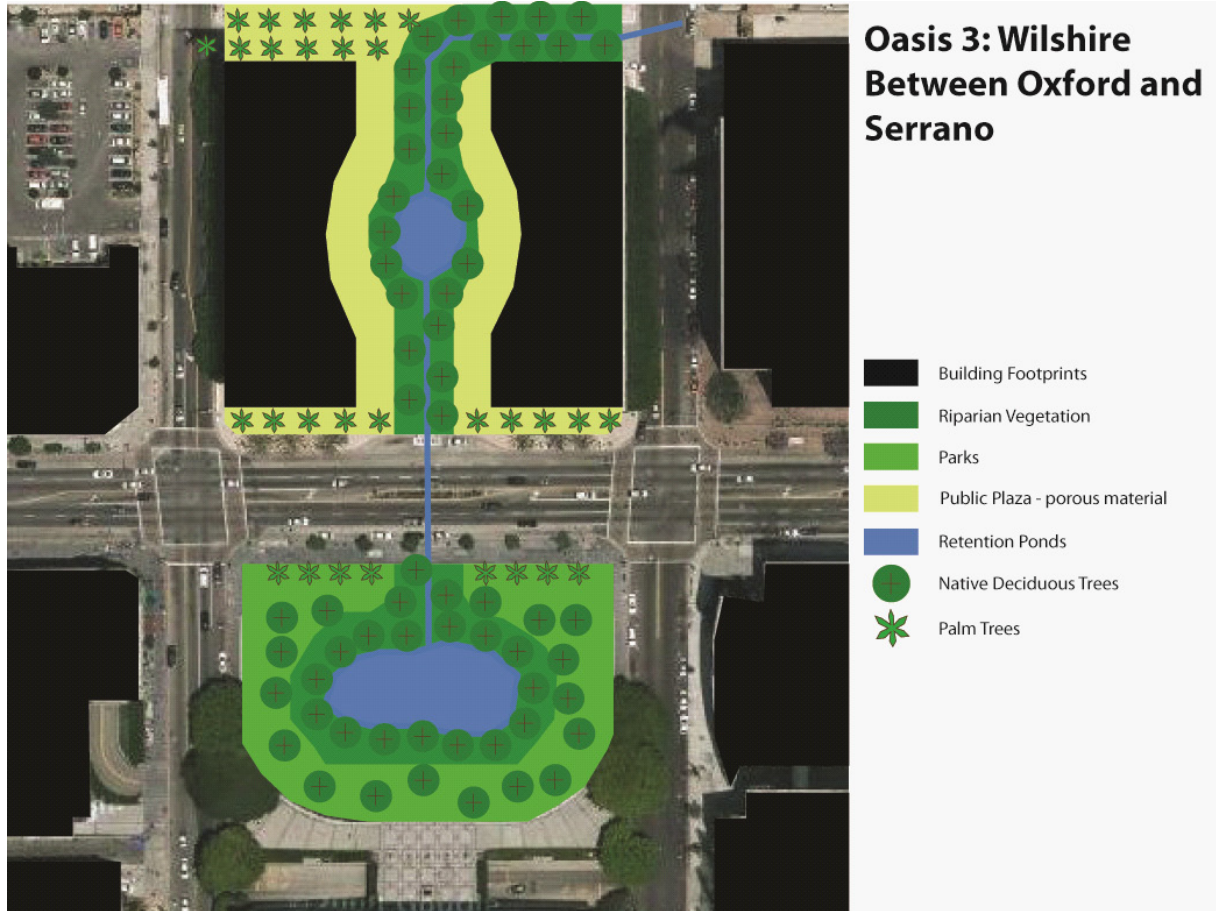 Oasis 3: Wilshire
Between Oxford and
Serrano
Building Footprints
Riparian Vegetation
Parks
Public Plaza - porous material
Retention Ponds
Native Deciduous Trees
Palm Trees